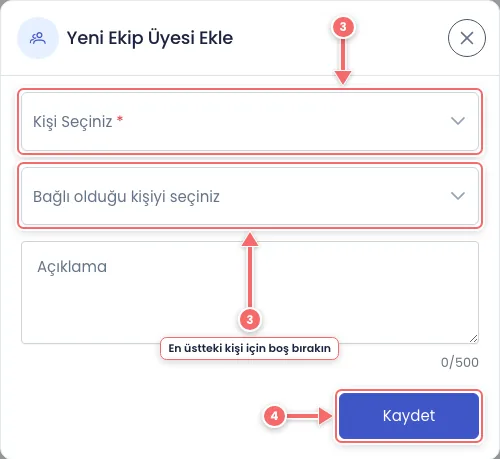 Yeni Ekip Üyesi Ekle
3
Kişi Seçiniz *
Bağlı olduğu kişiyi seçiniz
Açıklama
3
En üstteki kişi için boş bırakın
0/500
4
Kaydet